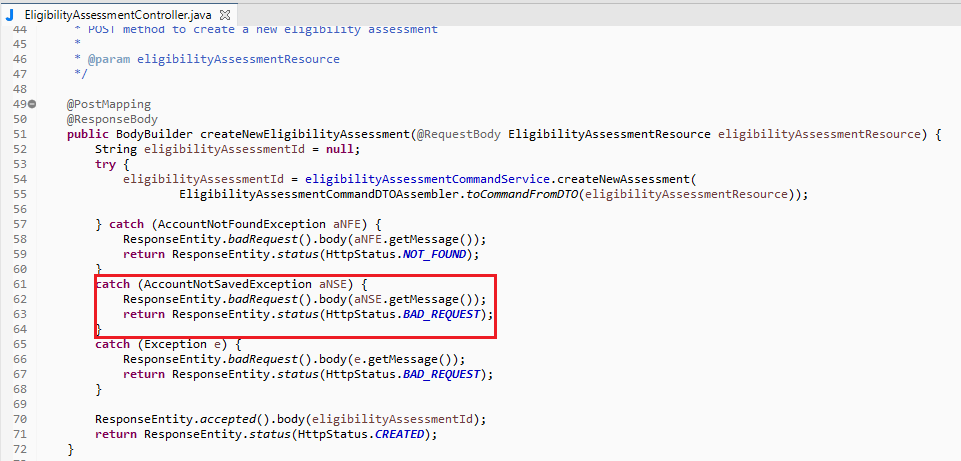 EligibilityAssessmentController.java
44 * POST method to create a new eligibility assessment
45 *
46 * @param eligibilityAssessmentResource
47 */
48
49 @PostMapping
50 @ResponseBody
51 public BodyBuilder createNewEligibilityAssessment(@RequestBody EligibilityAssessmentResource eligibilityAssessmentResource) {
52 String eligibilityAssessmentId = null;
53 try {
54 eligibilityAssessmentId = eligibilityAssessmentCommandService.createNewAssessment(
55 EligibilityAssessmentCommandDTOAssembler.toCommandFromDTO(eligibilityAssessmentResource));
56
57 } catch (AccountNotFoundException aNFE) {
58 ResponseEntity.badRequest().body(aNFE.getMessage());
59 return ResponseEntity.status(HttpStatus.NOT_FOUND);
60 }
61 catch (AccountNotSavedException aNSE) {
62 ResponseEntity.badRequest().body(aNSE.getMessage());
63 return ResponseEntity.status(HttpStatus.BAD_REQUEST);
64 }
65 catch (Exception e) {
66 ResponseEntity.badRequest().body(e.getMessage());
67 return ResponseEntity.status(HttpStatus.BAD_REQUEST);
68 }
69
70 ResponseEntity.accepted().body(eligibilityAssessmentId);
71 return ResponseEntity.status(HttpStatus.CREATED);
72 }